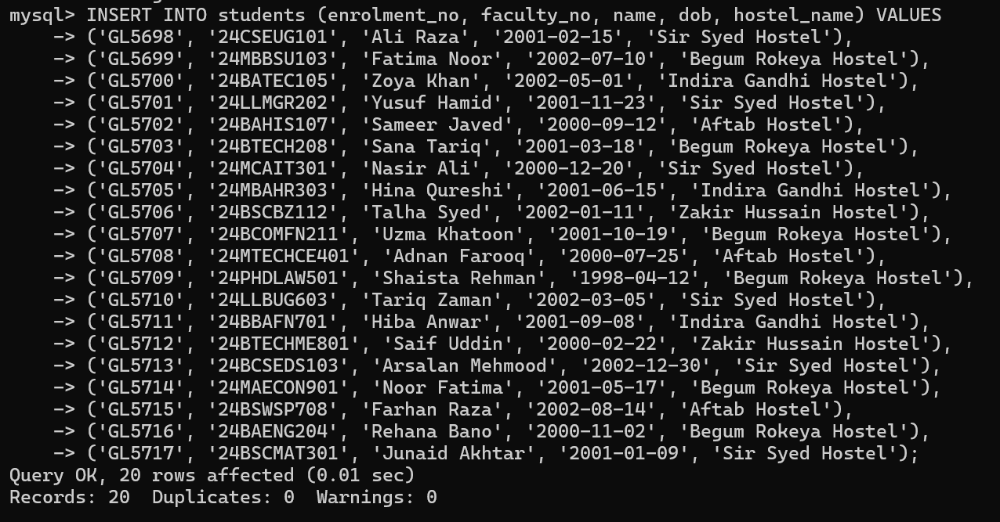 mysql> INSERT INTO students (enrolment_no, faculty_no, name, dob, hostel_name) VALUES
    -> ('GL5698', '24CSEUG101', 'Ali Raza', '2001-02-15', 'Sir Syed Hostel'),
    -> ('GL5699', '24MBBSU103', 'Fatima Noor', '2002-07-10', 'Begum Rokeya Hostel'),
    -> ('GL5700', '24BATEC105', 'Zoya Khan', '2002-05-01', 'Indira Gandhi Hostel'),
    -> ('GL5701', '24LLMGR202', 'Yusuf Hamid', '2001-11-23', 'Sir Syed Hostel'),
    -> ('GL5702', '24BAHIS107', 'Sameer Javed', '2000-09-12', 'Aftab Hostel'),
    -> ('GL5703', '24BTECH208', 'Sana Tariq', '2001-03-18', 'Begum Rokeya Hostel'),
    -> ('GL5704', '24MCAIT301', 'Nasir Ali', '2000-12-20', 'Sir Syed Hostel'),
    -> ('GL5705', '24MBAHR303', 'Hina Qureshi', '2001-06-15', 'Indira Gandhi Hostel'),
    -> ('GL5706', '24BSCBZ112', 'Talha Syed', '2002-01-11', 'Zakir Hussain Hostel'),
    -> ('GL5707', '24BCOMFN211', 'Uzma Khatoon', '2001-10-19', 'Begum Rokeya Hostel'),
    -> ('GL5708', '24MTECHCE401', 'Adnan Farooq', '2000-07-25', 'Aftab Hostel'),
    -> ('GL5709', '24PHDLAW501', 'Shaista Rehman', '1998-04-12', 'Begum Rokeya Hostel'),
    -> ('GL5710', '24LLBUG603', 'Tariq Zaman', '2002-03-05', 'Sir Syed Hostel'),
    -> ('GL5711', '24BBAFN701', 'Hiba Anwar', '2001-09-08', 'Indira Gandhi Hostel'),
    -> ('GL5712', '24BTECHME801', 'Saif Uddin', '2000-02-22', 'Zakir Hussain Hostel'),
    -> ('GL5713', '24BCSEDS103', 'Arsalan Mehmood', '2002-12-30', 'Sir Syed Hostel'),
    -> ('GL5714', '24MAECON901', 'Noor Fatima', '2001-05-17', 'Begum Rokeya Hostel'),
    -> ('GL5715', '24BSWSP708', 'Farhan Raza', '2002-08-14', 'Aftab Hostel'),
    -> ('GL5716', '24BAENG204', 'Rehana Bano', '2000-11-02', 'Begum Rokeya Hostel'),
    -> ('GL5717', '24BSCMAT301', 'Junaid Akhtar', '2001-01-09', 'Sir Syed Hostel');
Query OK, 20 rows affected (0.01 sec)
Records: 20  Duplicates: 0  Warnings: 0